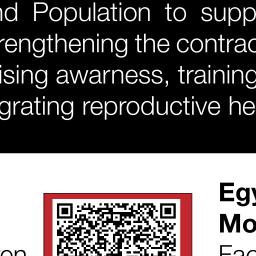 nd Population to supp
rengthening the contrac
ising awarness, training
grating reproductive he
Egy
Mo
Fac
on